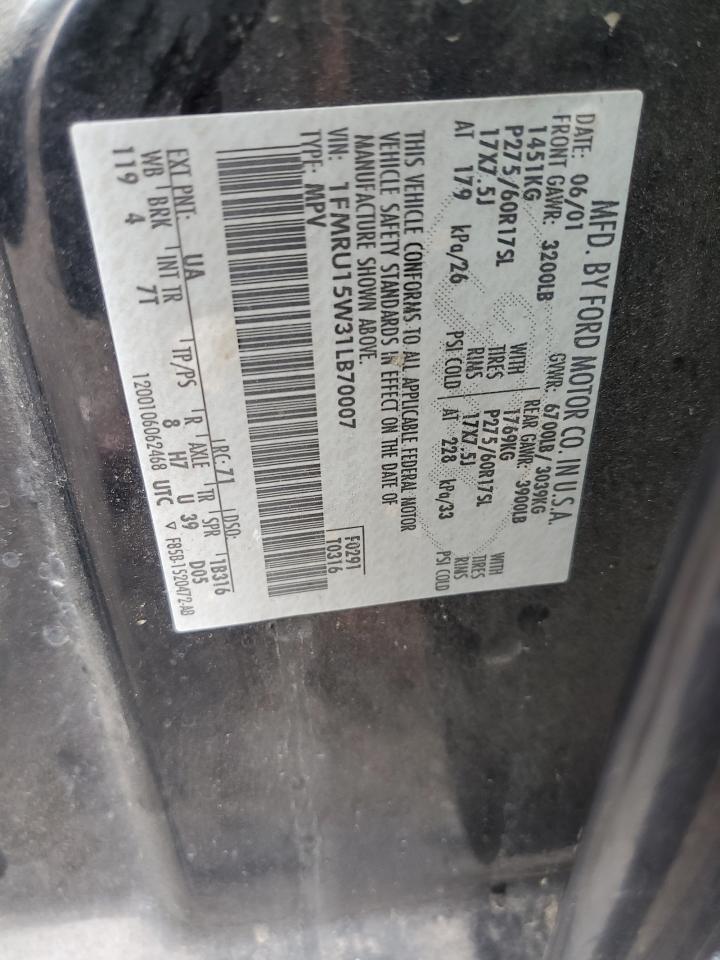 MFD. BY FORD MOTOR CO. IN U.S.A.
DATE: 06/01 GVWR: 6700LB / 3039KG
FRONT GAWR: 3200LB REAR GAWR: 3900LB
1451KG WITH 1769KG WITH
P275/60R17SL TIRES P275/60R17SL TIRES
17X7.5J RIMS 17X7.5J RIMS
AT 179 kPa/26 PSI COLD AT 228 kPa/33 PSI COLD
THIS VEHICLE CONFORMS TO ALL APPLICABLE FEDERAL MOTOR
VEHICLE SAFETY STANDARDS IN EFFECT ON THE DATE OF
MANUFACTURE SHOWN ABOVE.
VIN: 1FMRU15W31LB70007 F0291
TYPE: MPV T0316
EXT PNT: UA RC: 71 DSO: 1B316
WB BRK INT TR TP/PS R AXLE TR SPR
119 4 7T 8 H7 U 39 D05
1200106062468 UTC ▽ F85B-1520472-AB